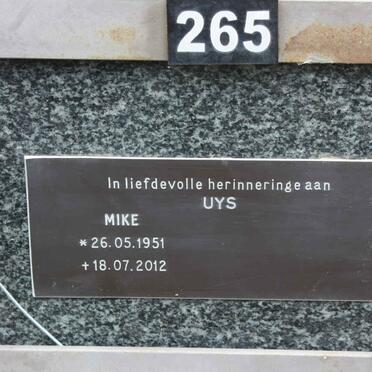 265
In liefdevolle herinneringe aan
UYS
MIKE
* 26.05.1951
+ 18.07.2012